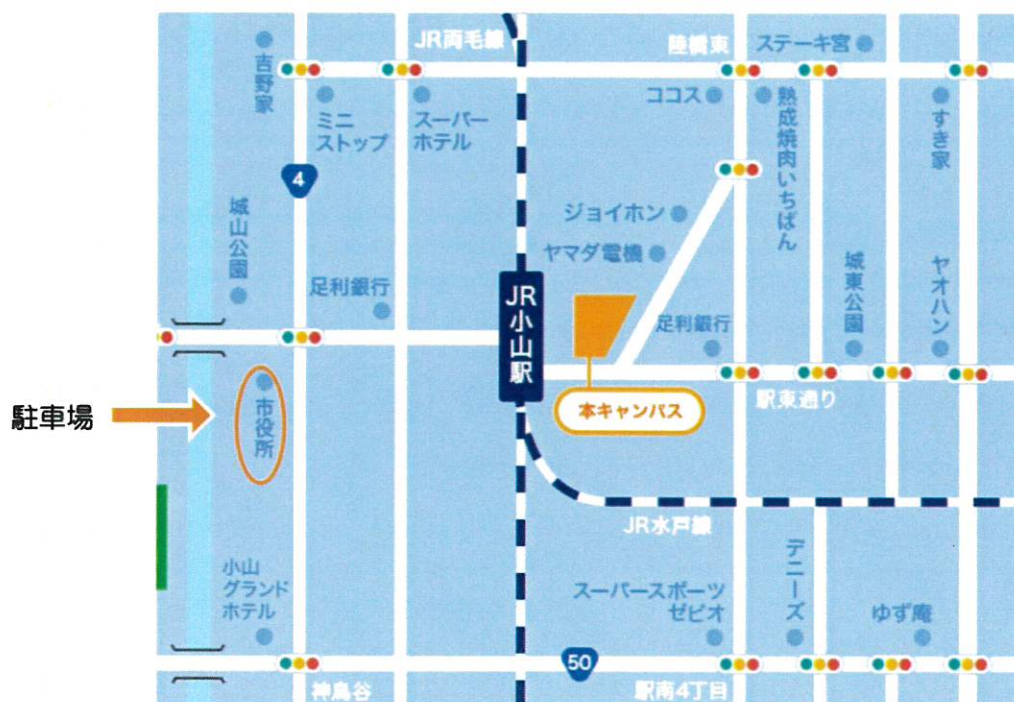 JR両毛線
陸橋東
ステーキ宮
吉野家
ミニ
ストップ
スーパー
ホテル
ココス
熟成焼肉いちばん
すき家
4
城山公園
ジョイホン
ヤマダ電機
足利銀行
JR小山駅
足利銀行
城東公園
ヤオハン
駐車場
市役所
本キャンパス
駅東通り
JR水戸線
小山
グランド
ホテル
スーパースポーツ
ゼビオ
デニーズ
ゆず庵
50
神鳥谷
駅南4丁目